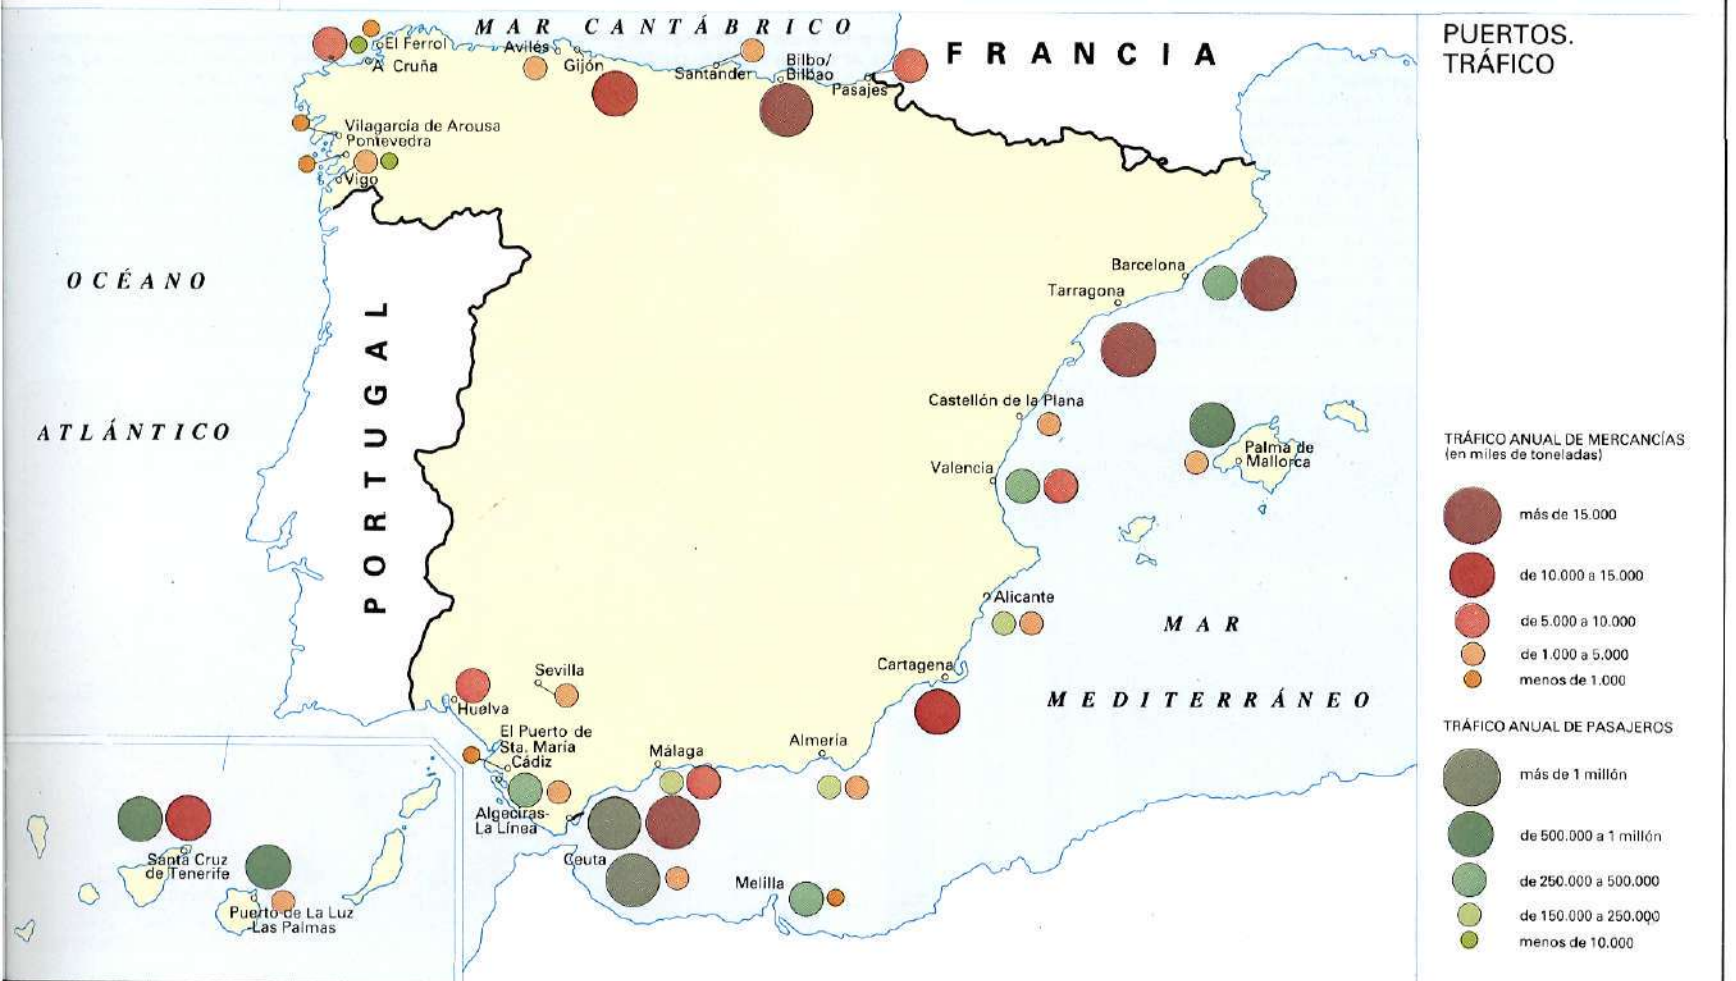 PUERTOS.
TRÁFICO
MAR CANTÁBRICO
FRANCIA
El Ferrol
A Cruña
Avilés
Gijón
Santander
Bilbo/
Bilbao
Pasajes
Vilagarcía de Arousa
Pontevedra
Vigo
OCÉANO
ATLÁNTICO
PORTUGAL
Barcelona
Tarragona
Castellón de la Plana
Valencia
Palma de
Mallorca
Alicante
MAR
MEDITERRÁNEO
Cartagena
Sevilla
Huelva
El Puerto de
Sta. María
Cádiz
Málaga
Almería
Algeciras-
La Línea
Ceuta
Melilla
Santa Cruz
de Tenerife
Puerto de La Luz
-Las Palmas
TRÁFICO ANUAL DE MERCANCÍAS
(en miles de toneladas)
más de 15.000
de 10.000 a 15.000
de 5.000 a 10.000
de 1.000 a 5.000
menos de 1.000
TRÁFICO ANUAL DE PASAJEROS
más de 1 millón
de 500.000 a 1 millón
de 250.000 a 500.000
de 150.000 a 250.000
menos de 10.000